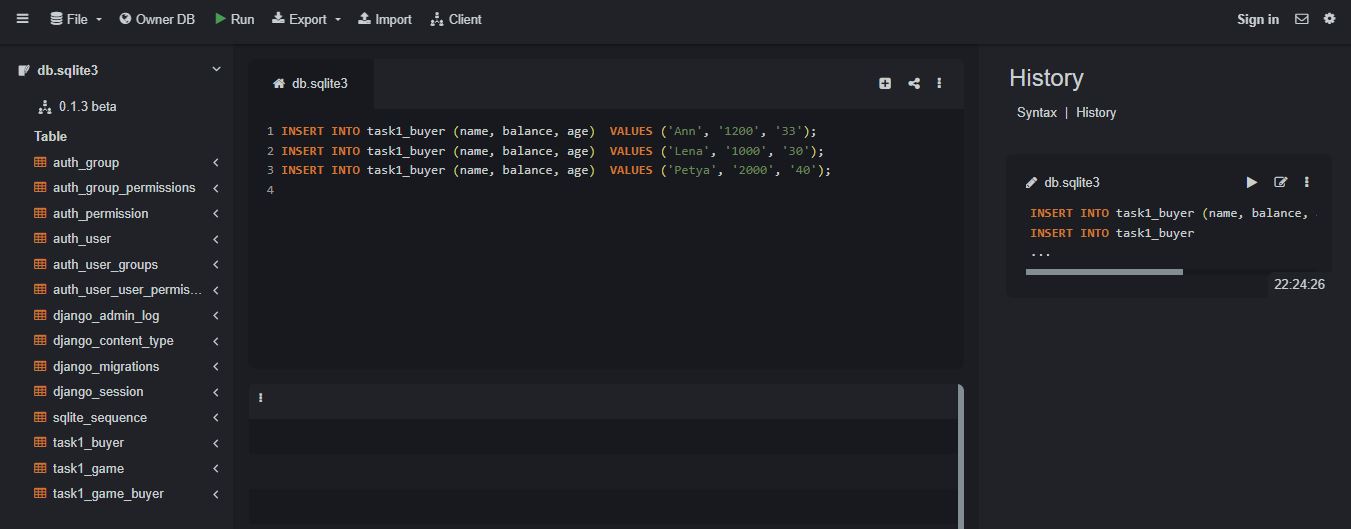 File Owner DB Run Export Import Client Sign in
db.sqlite3
0.1.3 beta
Table
auth_group
auth_group_permissions
auth_permission
auth_user
auth_user_groups
auth_user_user_permis...
django_admin_log
django_content_type
django_migrations
django_session
sqlite_sequence
task1_buyer
task1_game
task1_game_buyer
db.sqlite3
1 INSERT INTO task1_buyer (name, balance, age)  VALUES ('Ann', '1200', '33');
2 INSERT INTO task1_buyer (name, balance, age)  VALUES ('Lena', '1000', '30');
3 INSERT INTO task1_buyer (name, balance, age)  VALUES ('Petya', '2000', '40');
4
History
Syntax | History
db.sqlite3
INSERT INTO task1_buyer (name, balance,
INSERT INTO task1_buyer
...
22:24:26